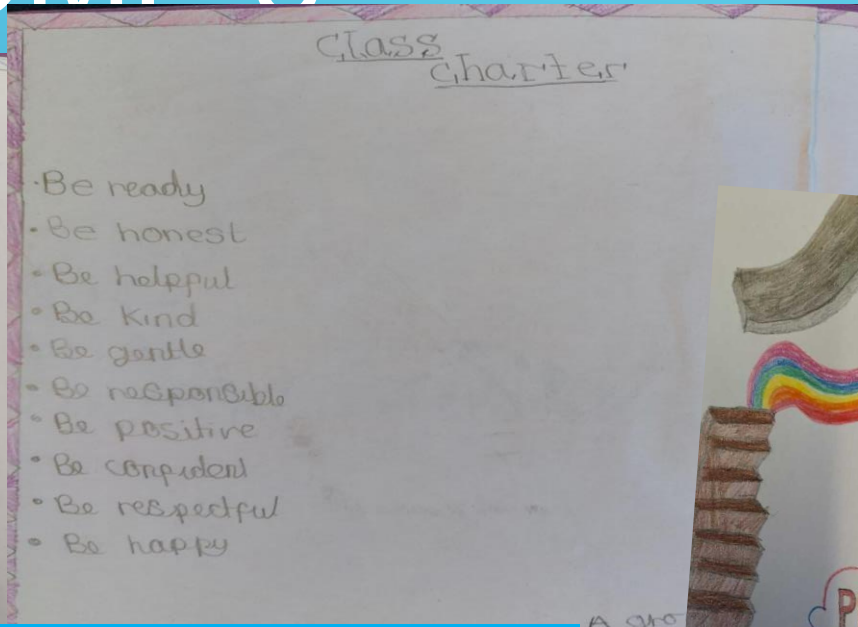 Class
Charter
· Be ready
· Be honest
• Be helpful
• Be kind
• Be gentle
• Be responsible
• Be positive
• Be confident
• Be respectful
• Be happy
A
P